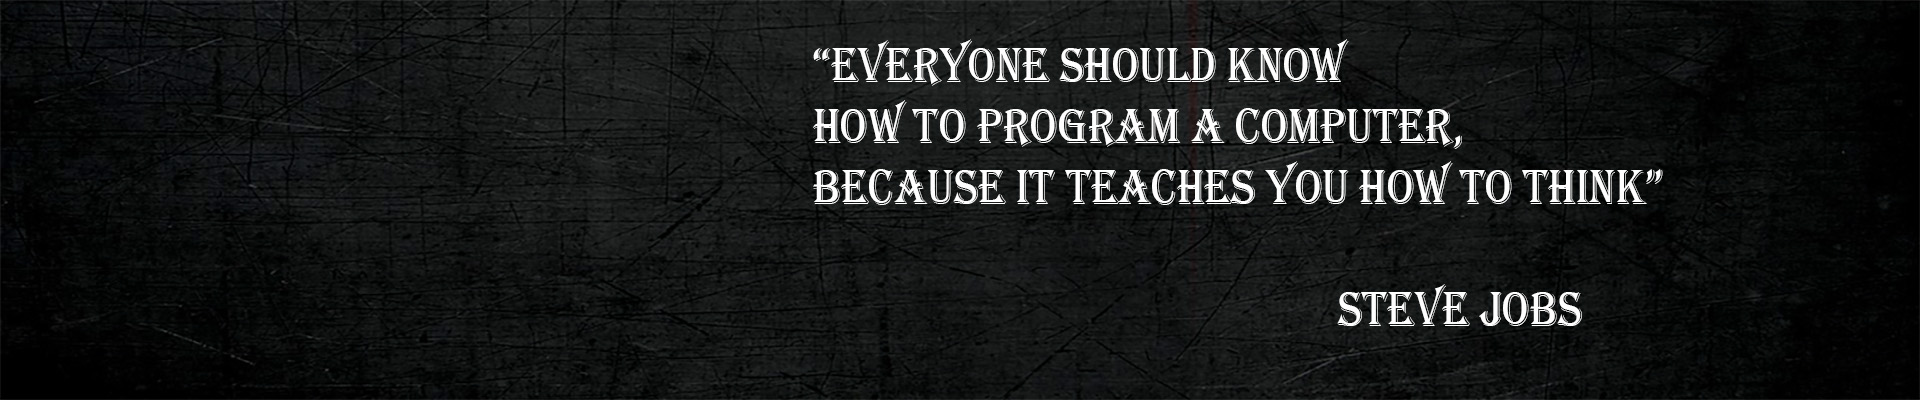 “EVERYONE SHOULD KNOW
HOW TO PROGRAM A COMPUTER,
BECAUSE IT TEACHES YOU HOW TO THINK”
STEVE JOBS